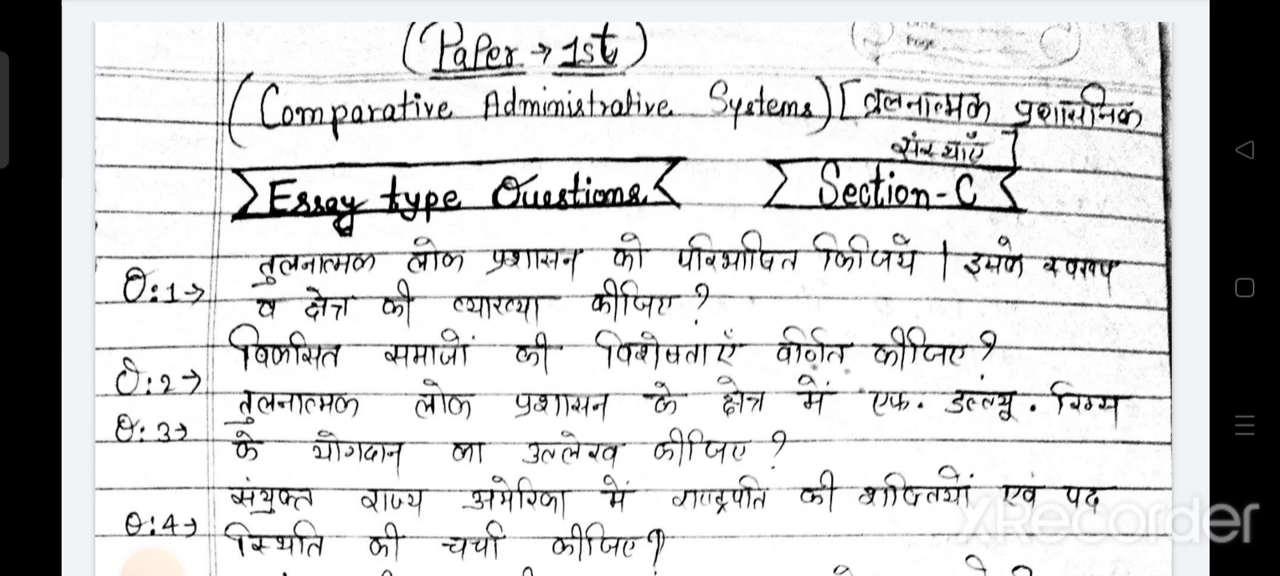 (Paper → 1st)
(Comparative Administrative Systems) [तुलनात्मक प्रशासनिक
संस्थाएँ]
Essay type Questions Section-C
तुलनात्मक लोक प्रशासन को परिभाषित किजिये | इसके स्वरूप
Q:1→ व क्षेत्र की व्याख्या कीजिए ?
विकसित समाजों की विशेषताएँ वर्णित कीजिए ?
Q:2→
तुलनात्मक लोक प्रशासन के क्षेत्र में एफ. डब्ल्यू. रिग्स
Q:3→ के योगदान का उल्लेख कीजिए ?
संयुक्त राज्य अमेरिका में राष्ट्रपति की शक्तियों एवं पद
Q:4→ स्थिति की चर्चा कीजिए ?
XRecorder